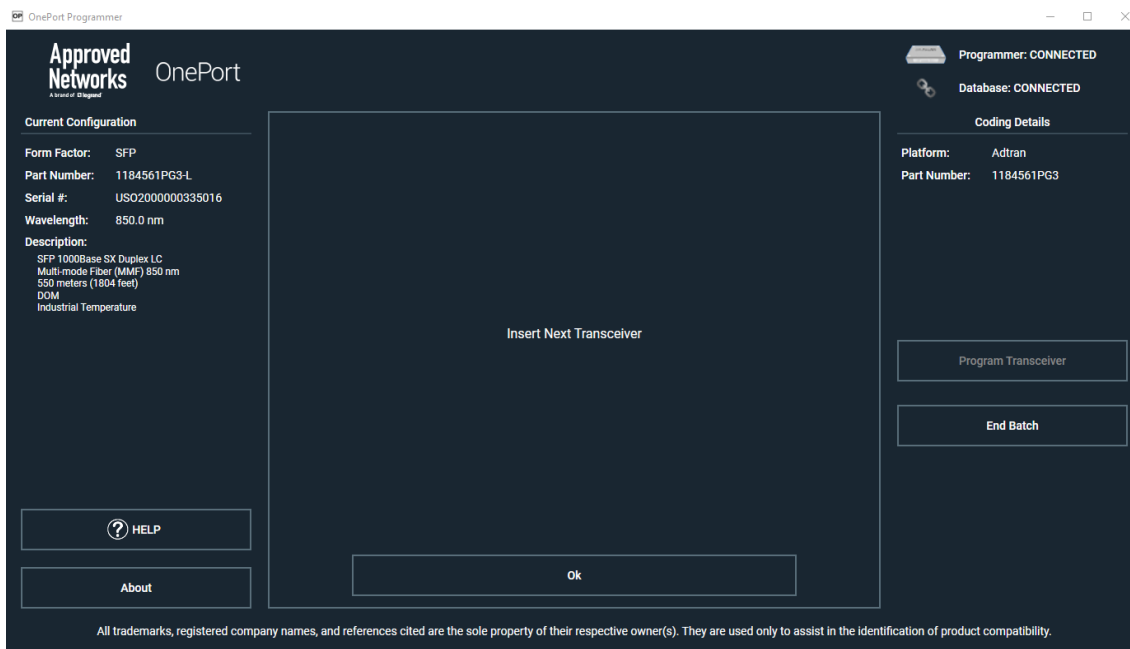 OP OnePort Programmer
Approved
Networks
A brand of legrand
OnePort
Programmer: CONNECTED
Database: CONNECTED
Current Configuration
Form Factor: SFP
Part Number: 1184561PG3-L
Serial #: USO2000000335016
Wavelength: 850.0 nm
Description:
SFP 1000Base SX Duplex LC
Multi-mode Fiber (MMF) 850 nm
550 meters (1804 feet)
DOM
Industrial Temperature
HELP
About
Insert Next Transceiver
Ok
Coding Details
Platform: Adtran
Part Number: 1184561PG3
Program Transceiver
End Batch
All trademarks, registered company names, and references cited are the sole property of their respective owner(s). They are used only to assist in the identification of product compatibility.